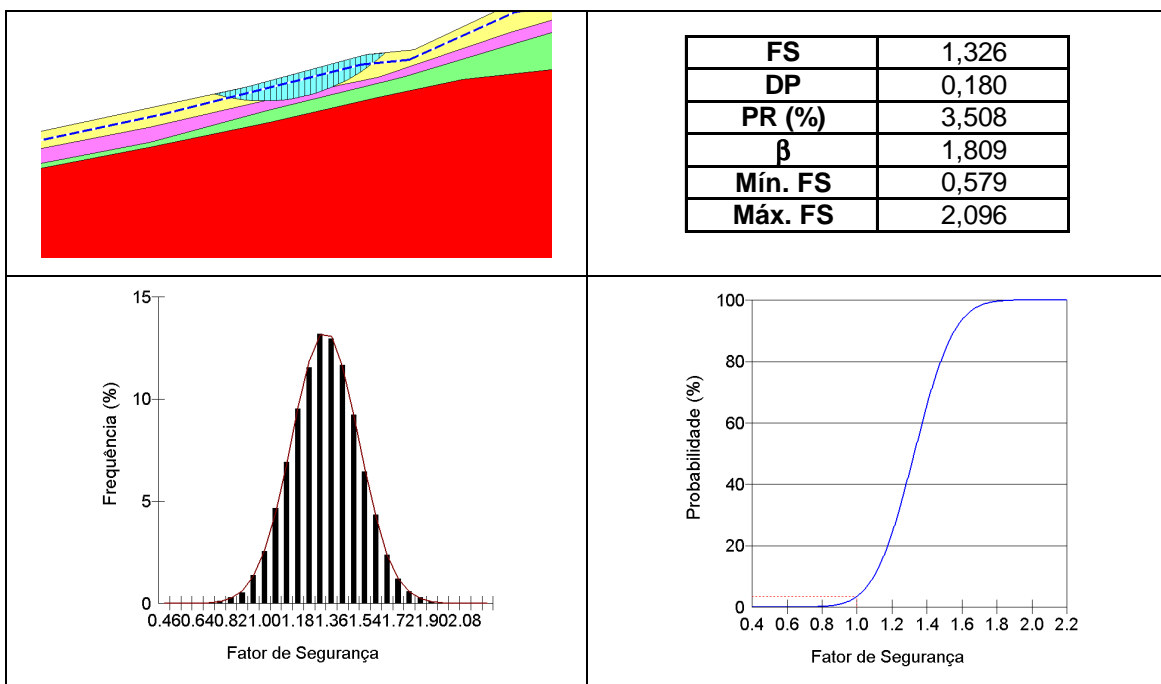 FS 1,326
DP 0,180
PR (%) 3,508
β 1,809
Mín. FS 0,579
Máx. FS 2,096
15
10
5
0
Frequência (%)
0.460.640.821.001.181.361.541.721.902.08
Fator de Segurança
100
80
60
40
20
0
Probabilidade (%)
0.4 0.6 0.8 1.0 1.2 1.4 1.6 1.8 2.0 2.2
Fator de Segurança